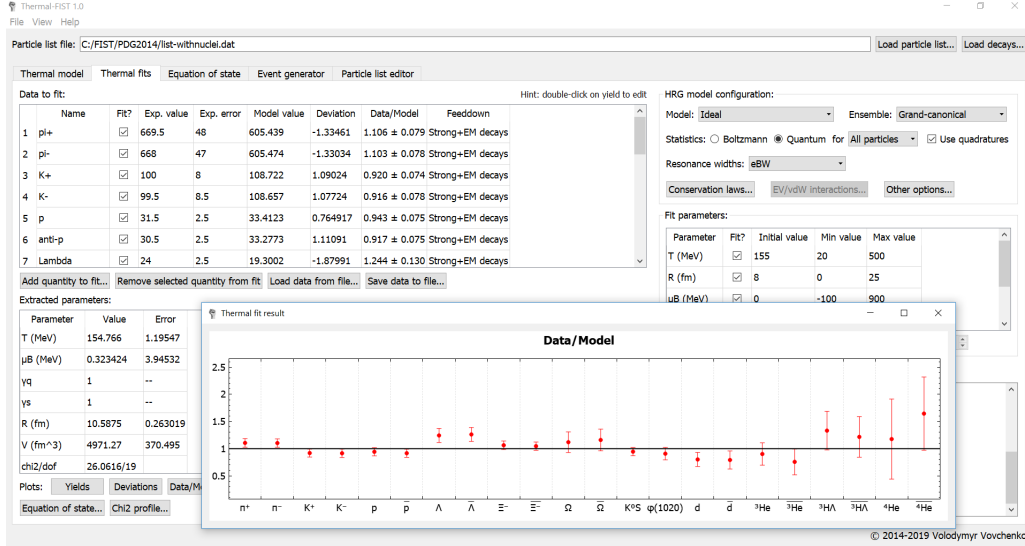 Thermal-FIST 1.0
File View Help
Particle list file: C:/FIST/PDG2014/list-withnuclei.dat Load particle list... Load decays...
Thermal model Thermal fits Equation of state Event generator Particle list editor
Data to fit: Hint: double-click on yield to edit
Name Fit? Exp. value Exp. error Model value Deviation Data/Model Feeddown
1 pi+ 669.5 48 605.439 -1.33461 1.106 ± 0.079 Strong+EM decays
2 pi- 668 47 605.474 -1.33034 1.103 ± 0.078 Strong+EM decays
3 K+ 100 8 108.722 1.09024 0.920 ± 0.074 Strong+EM decays
4 K- 99.5 8.5 108.657 1.07724 0.916 ± 0.078 Strong+EM decays
5 p 31.5 2.5 33.4123 0.764917 0.943 ± 0.075 Strong+EM decays
6 anti-p 30.5 2.5 33.2773 1.11091 0.917 ± 0.075 Strong+EM decays
7 Lambda 24 2.5 19.3002 -1.87991 1.244 ± 0.130 Strong+EM decays
Add quantity to fit... Remove selected quantity from fit Load data from file... Save data to file...
Extracted parameters:
Parameter Value Error
T (MeV) 154.766 1.19547
μB (MeV) 0.323424 3.94532
γq 1 --
γs 1 --
R (fm) 10.5875 0.263019
V (fm^3) 4971.27 370.495
chi2/dof 26.0616/19
Plots: Yields Deviations Data/M
Equation of state... Chi2 profile...
HRG model configuration:
Model: Ideal Ensemble: Grand-canonical
Statistics: Boltzmann Quantum for All particles Use quadratures
Resonance widths: eBW
Conservation laws... EV/vdW interactions... Other options...
Fit parameters:
Parameter Fit? Initial value Min value Max value
T (MeV) 155 20 500
R (fm) 8 0 25
μB (MeV) 0 -100 900
Thermal fit result
Data/Model
2.5
2
1.5
1
0.5
π⁺ π⁻ K⁺ K⁻ p p̅ Λ Λ̅ Ξ⁻ Ξ̅⁻ Ω Ω̅ K⁰S φ(1020) d d̅ ³He ³H̅e̅ ³HΛ ³H̅Λ̅ ⁴He ⁴H̅e̅
© 2014-2019 Volodymyr Vovchenko